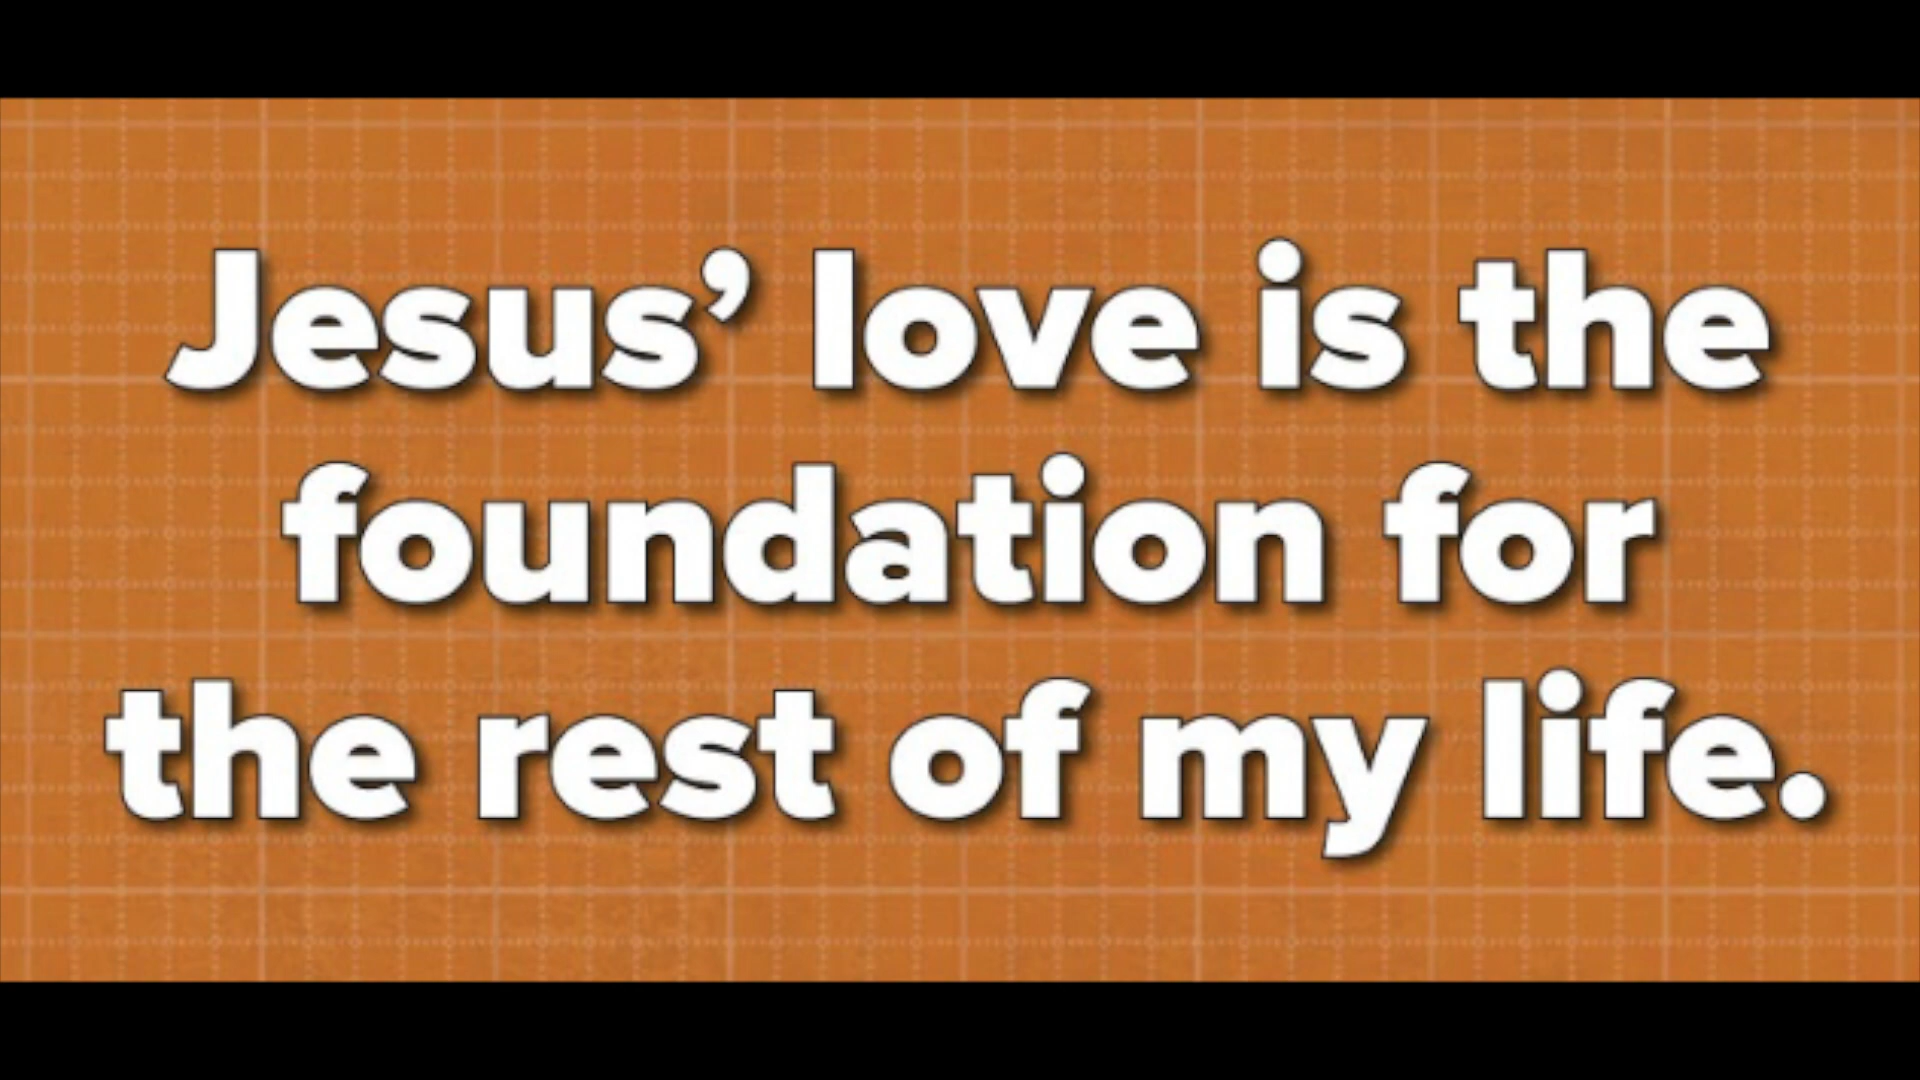 Jesus’ love is the
foundation for
the rest of my life.